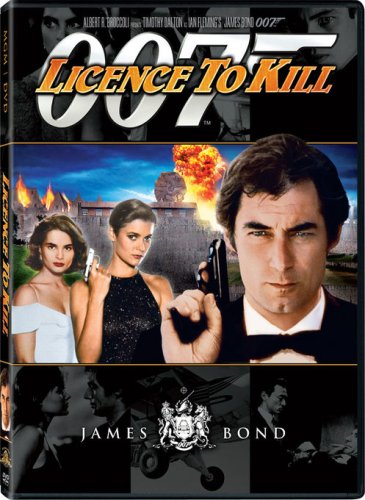 ALBERT R. BROCCOLI PRESENTS TIMOTHY DALTON AS IAN FLEMING'S JAMES BOND 007
007
LICENCE TO KILL
TM
JAMES BOND
MGM | DVD
LICENCE TO KILL